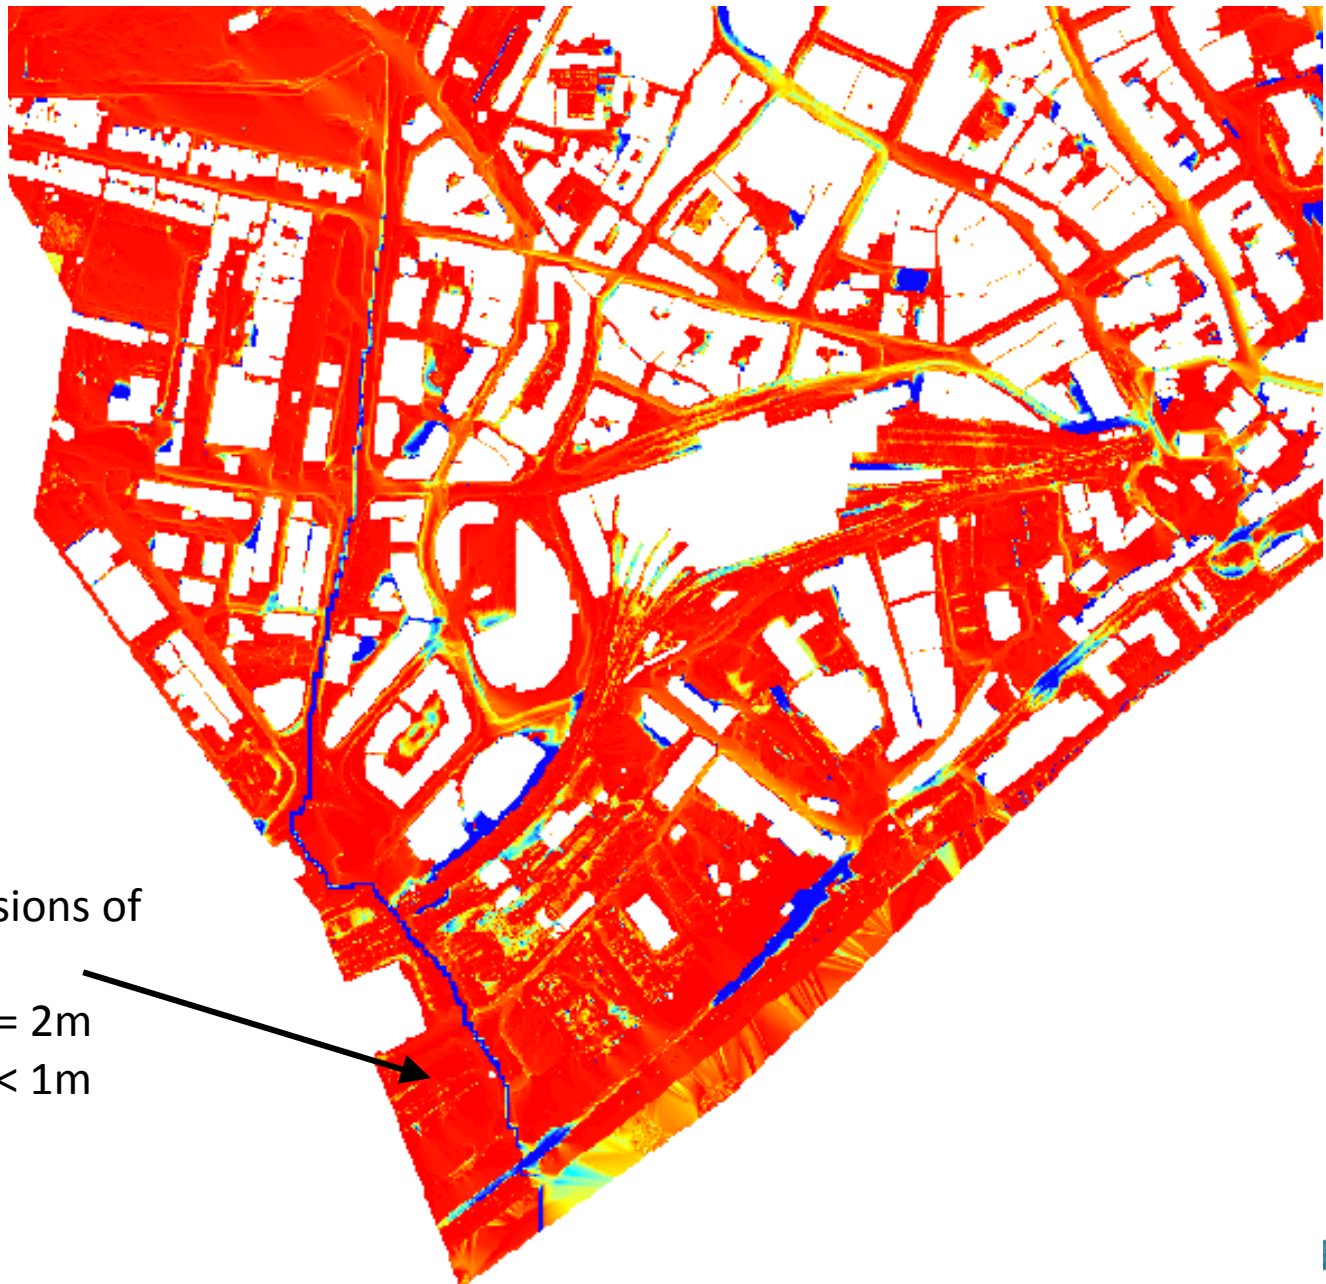 sions of
= 2m
< 1m